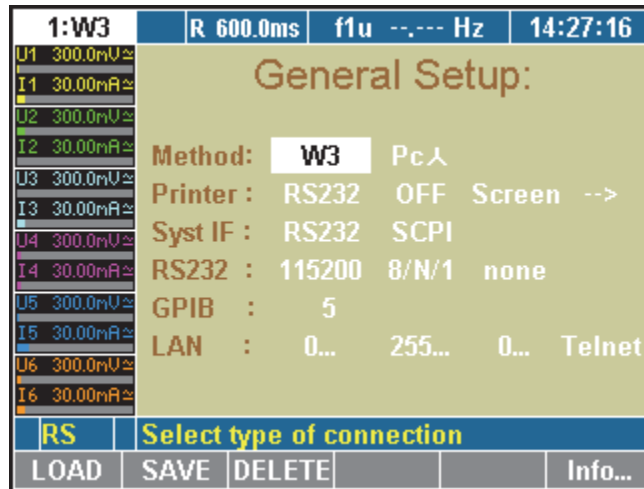 1:W3 R 600.0ms f1u --.--- Hz 14:27:16
U1 300.0mV≃
I1 30.00mA≃
U2 300.0mV≃
I2 30.00mA≃
U3 300.0mV≃
I3 30.00mA≃
U4 300.0mV≃
I4 30.00mA≃
U5 300.0mV≃
I5 30.00mA≃
U6 300.0mV≃
I6 30.00mA≃
General Setup:
Method: W3 Pc⅄
Printer : RS232 OFF Screen -->
Syst IF : RS232 SCPI
RS232 : 115200 8/N/1 none
GPIB : 5
LAN : 0... 255... 0... Telnet
RS Select type of connection
LOAD SAVE DELETE Info...